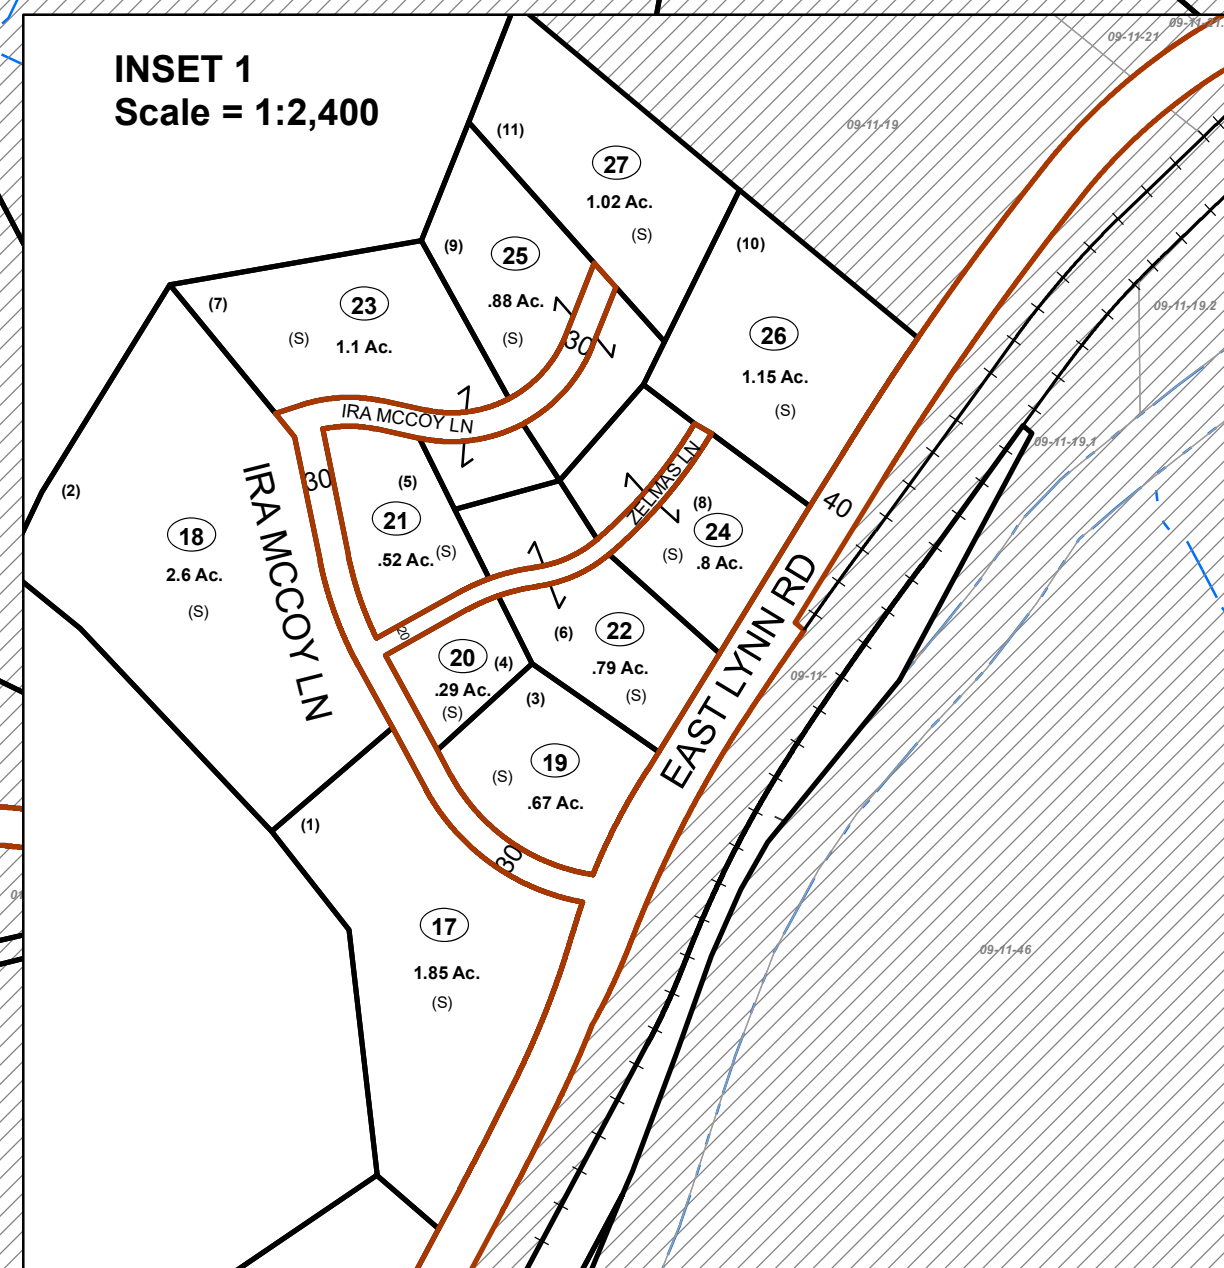 INSET 1
Scale = 1:2,400
09-11-21
09-11-19
(11)
27
1.02 Ac.
(S)
(10)
(9)
25
.88 Ac.
(S)
09-11-19.2
(7)
23
(S)
1.1 Ac.
30
26
1.15 Ac.
(S)
IRA MCCOY LN
09-11-19.1
30
(5)
(2)
21
.52 Ac.
(S)
ZELMAS LN
(8)
24
(S)
.8 Ac.
40
18
2.6 Ac.
(S)
IRA MCCOY LN
20
20
(4)
.29 Ac.
(S)
(6)
22
.79 Ac.
(S)
EAST LYNN RD
09-11-
(3)
19
(S)
.67 Ac.
(1)
30
17
1.85 Ac.
(S)
09-11-46